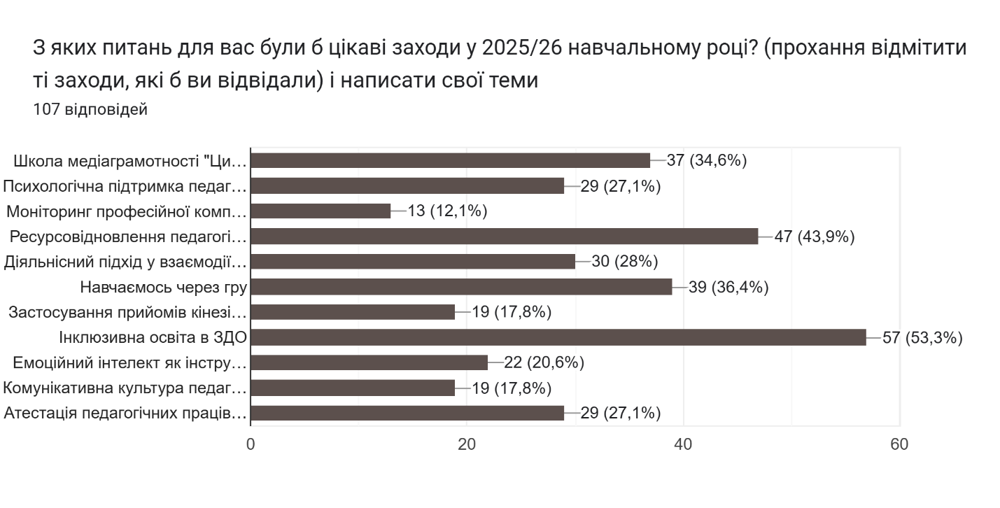 З яких питань для вас були б цікаві заходи у 2025/26 навчальному році? (прохання відмітити
ті заходи, які б ви відвідали) і написати свої теми
107 відповідей
Школа медіаграмотності "Ци… 37 (34,6%)
Психологічна підтримка педаг… 29 (27,1%)
Моніторинг професійної комп… 13 (12,1%)
Ресурсовідновлення педагогі… 47 (43,9%)
Діяльнісний підхід у взаємодії… 30 (28%)
Навчаємось через гру 39 (36,4%)
Застосування прийомів кінезі… 19 (17,8%)
Інклюзивна освіта в ЗДО 57 (53,3%)
Емоційний інтелект як інстру… 22 (20,6%)
Комунікативна культура педаг… 19 (17,8%)
Атестація педагогічних праців… 29 (27,1%)
0 20 40 60